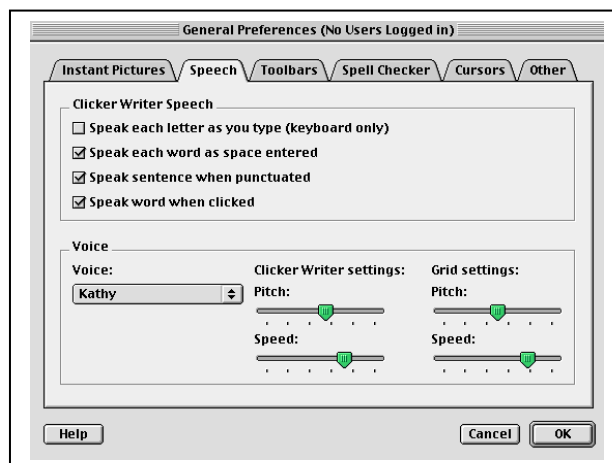 General Preferences (No Users Logged in)
Instant Pictures Speech Toolbars Spell Checker Cursors Other
Clicker Writer Speech
Speak each letter as you type (keyboard only)
Speak each word as space entered
Speak sentence when punctuated
Speak word when clicked
Voice
Voice: Clicker Writer settings: Grid settings:
Kathy Pitch: Pitch:
Speed: Speed:
Help Cancel OK